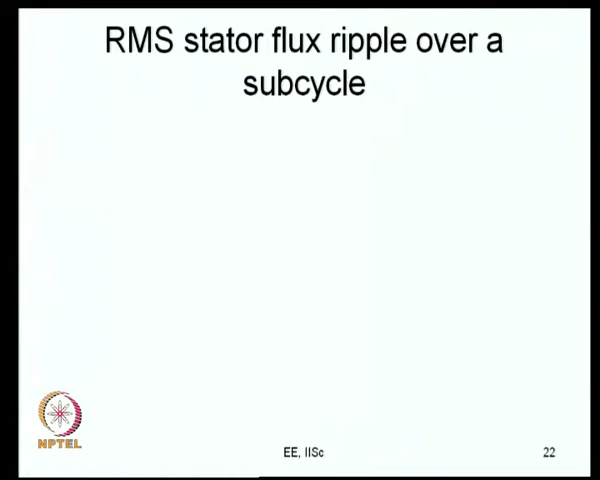 RMS stator flux ripple over a
subcycle
NPTEL
EE, IISc
22